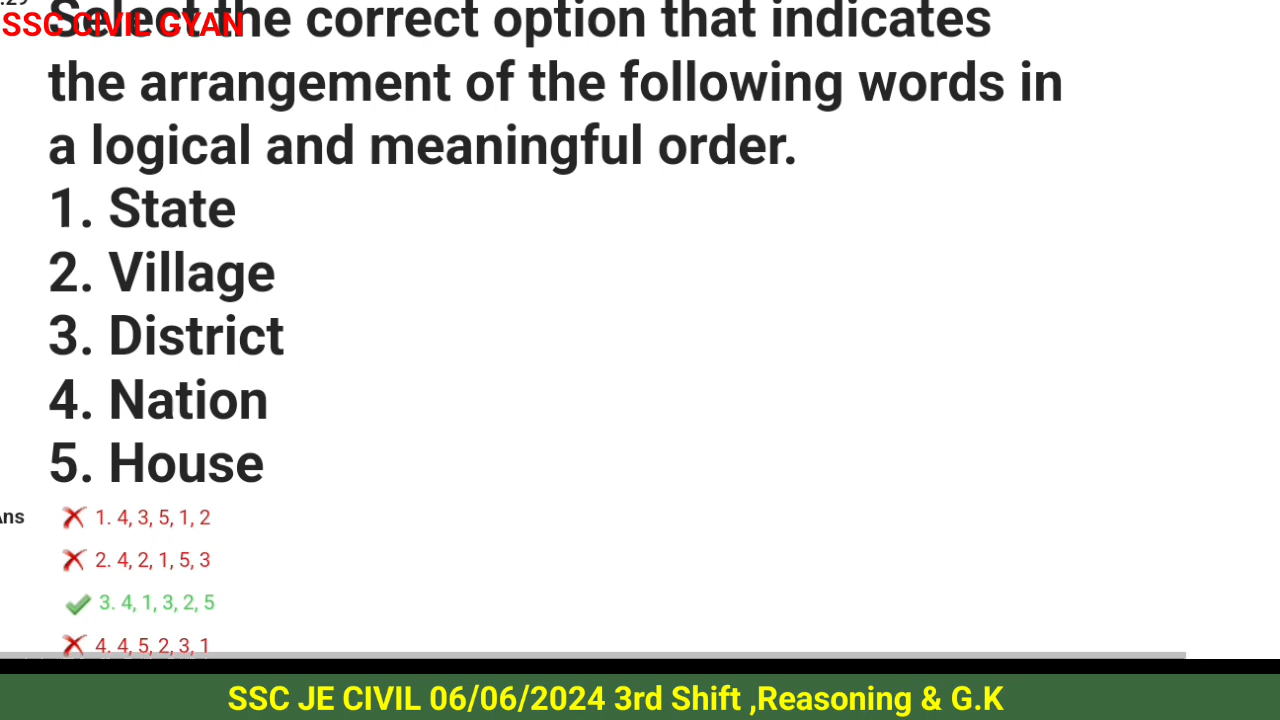 :29
Select the correct option that indicates
SSC CIVIL GYAN
the arrangement of the following words in
a logical and meaningful order.
1. State
2. Village
3. District
4. Nation
5. House
Ans
1. 4, 3, 5, 1, 2
2. 4, 2, 1, 5, 3
3. 4, 1, 3, 2, 5
4. 4, 5, 2, 3, 1
SSC JE CIVIL 06/06/2024 3rd Shift ,Reasoning & G.K